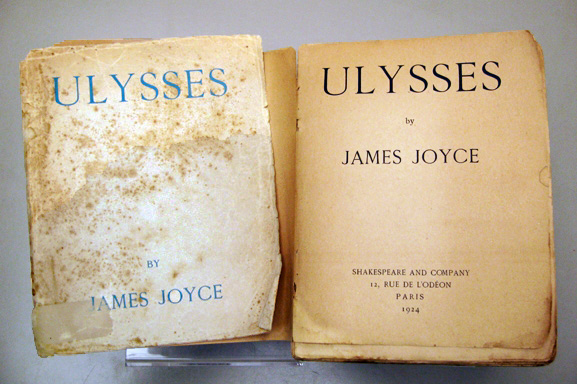 ULYSSES
BY
JAMES JOYCE
ULYSSES
by
JAMES JOYCE
SHAKESPEARE AND COMPANY
12, RUE DE L'ODÉON
PARIS
1924